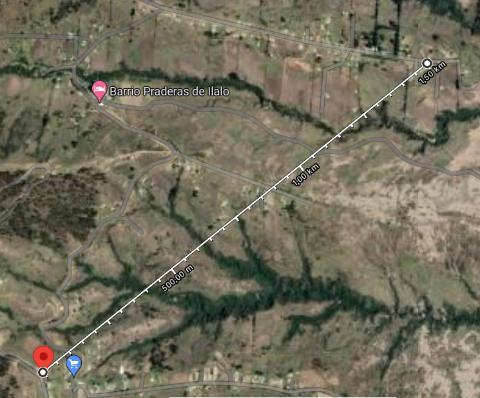 1,50 km
Barrio Praderas de Ilalo
1,00 km
500,00 m